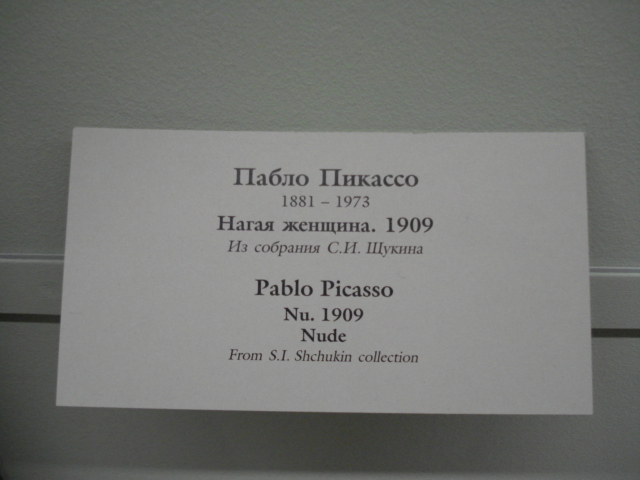 Пабло Пикассо
1881 – 1973
Нагая женщина. 1909
Из собрания С.И. Щукина
Pablo Picasso
Nu. 1909
Nude
From S.I. Shchukin collection